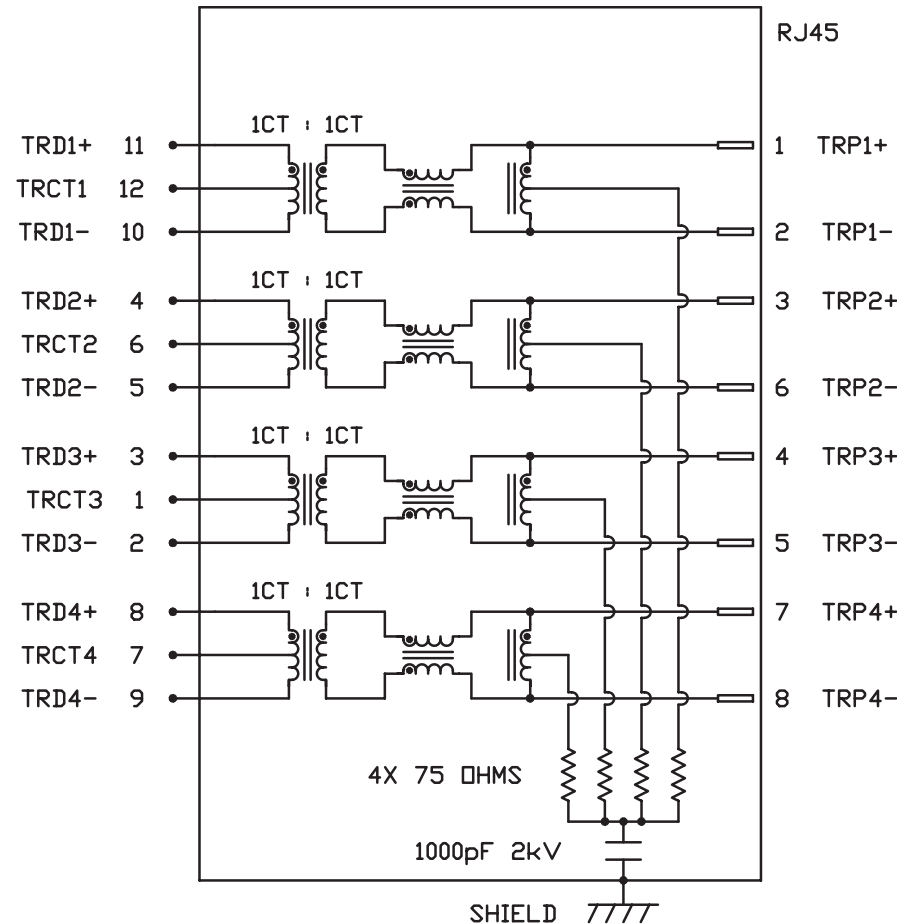 RJ45
1CT : 1CT
TRD1+ 11 1 TRP1+
TRCT1 12
TRD1- 10 2 TRP1-
1CT : 1CT
TRD2+ 4 3 TRP2+
TRCT2 6
TRD2- 5 6 TRP2-
1CT : 1CT
TRD3+ 3 4 TRP3+
TRCT3 1
TRD3- 2 5 TRP3-
1CT : 1CT
TRD4+ 8 7 TRP4+
TRCT4 7
TRD4- 9 8 TRP4-
4X 75 OHMS
1000pF 2kV
SHIELD